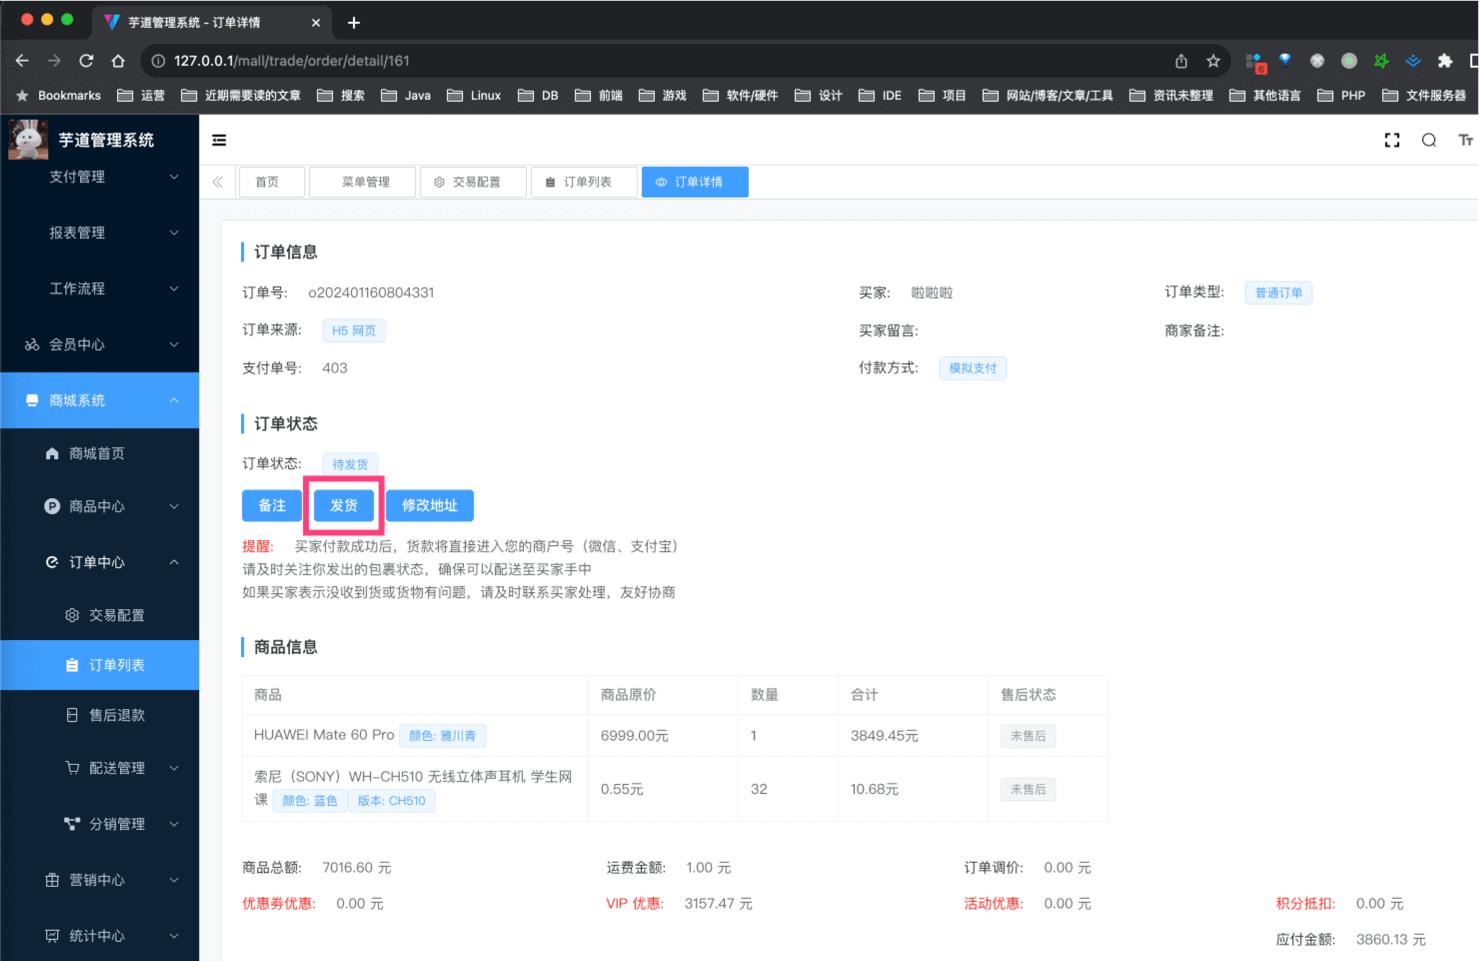 芋道管理系统 - 订单详情
127.0.0.1/mall/trade/order/detail/161
6
Bookmarks 运营 近期需要读的文章 搜索 Java Linux DB 前端 游戏 软件/硬件 设计 IDE 项目 网站/博客/文章/工具 资讯未整理 其他语言 PHP 文件服务器
芋道管理系统
支付管理
报表管理
工作流程
会员中心
商城系统
商城首页
商品中心
订单中心
交易配置
订单列表
售后退款
配送管理
分销管理
营销中心
统计中心
首页 菜单管理 交易配置 订单列表 订单详情
订单信息
订单号: o202401160804331 买家: 啦啦啦 订单类型: 普通订单
订单来源: H5 网页 买家留言: 商家备注:
支付单号: 403 付款方式: 模拟支付
订单状态
订单状态: 待发货
备注 发货 修改地址
提醒: 买家付款成功后，货款将直接进入您的商户号（微信、支付宝）
请及时关注你发出的包裹状态，确保可以配送至买家手中
如果买家表示没收到货或货物有问题，请及时联系买家处理，友好协商
商品信息
商品 商品原价 数量 合计 售后状态
HUAWEI Mate 60 Pro 颜色: 雅川青 6999.00元 1 3849.45元 未售后
索尼（SONY）WH-CH510 无线立体声耳机 学生网
课 颜色: 蓝色 版本: CH510 0.55元 32 10.68元 未售后
商品总额: 7016.60 元 运费金额: 1.00 元 订单调价: 0.00 元
优惠劵优惠: 0.00 元 VIP 优惠: 3157.47 元 活动优惠: 0.00 元 积分抵扣: 0.00 元
应付金额: 3860.13 元